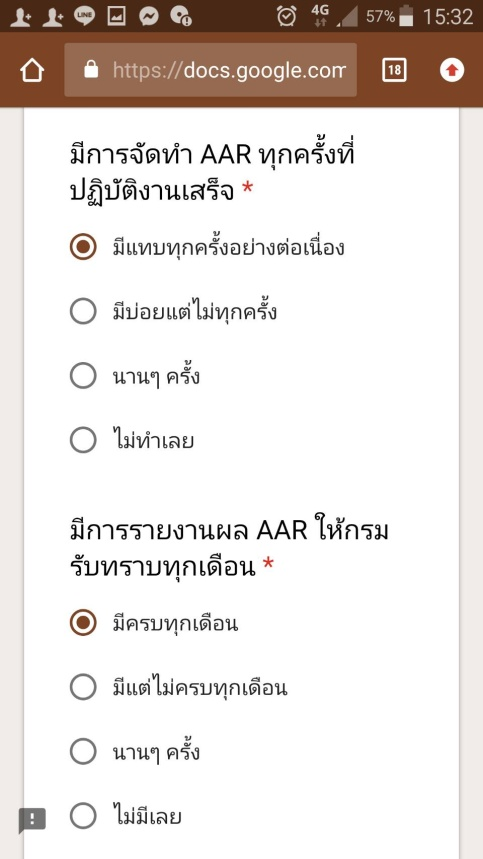 LINE
4G
57%
15:32
https://docs.google.com
18
มีการจัดทำ AAR ทุกครั้งที่
ปฏิบัติงานเสร็จ *
มีแทบทุกครั้งอย่างต่อเนื่อง
มีบ่อยแต่ไม่ทุกครั้ง
นานๆ ครั้ง
ไม่ทำเลย
มีการรายงานผล AAR ให้กรม
รับทราบทุกเดือน *
มีครบทุกเดือน
มีแต่ไม่ครบทุกเดือน
นานๆ ครั้ง
ไม่มีเลย